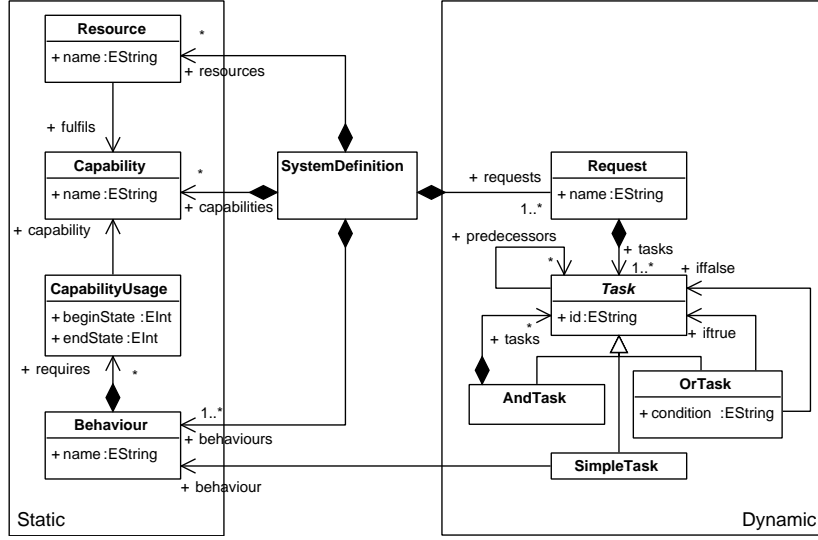 Resource
+ name :EString
*
+ resources
+ fulfils
Capability
+ name :EString
*
+ capabilities
+ capability
SystemDefinition
CapabilityUsage
+ beginState :EInt
+ endState :EInt
+ requires
*
Behaviour
+ name :EString
1..*
+ behaviours
+ behaviour
Static
+ requests
1..*
Request
+ name :EString
+ predecessors
*
+ tasks
1..*
+ iffalse
Task
+ id :EString
*
+ tasks
+ iftrue
AndTask
OrTask
+ condition :EString
SimpleTask
Dynamic